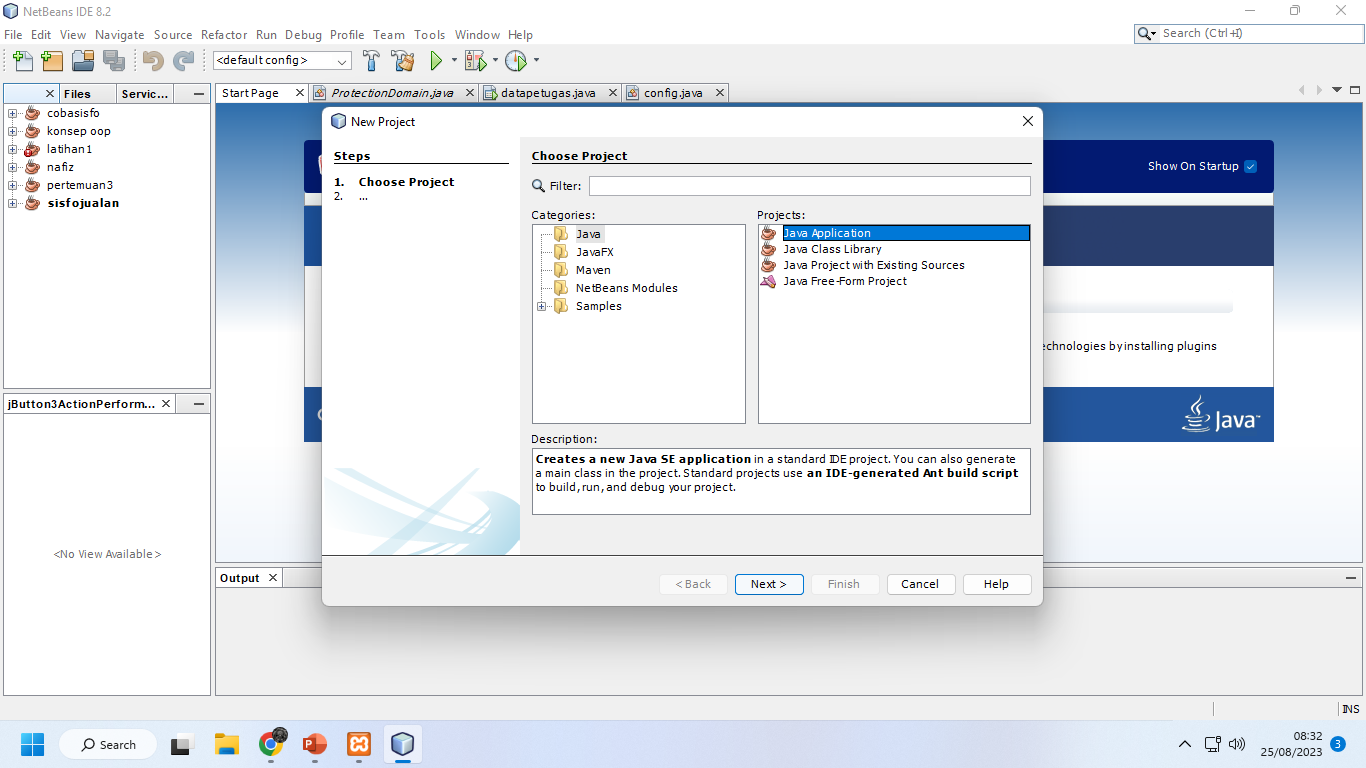 NetBeans IDE 8.2
File Edit View Navigate Source Refactor Run Debug Profile Team Tools Window Help
Search (Ctrl+I)
<default config>
Files
Servic...
Start Page
ProtectionDomain.java
datapetugas.java
config.java
cobasisfo
konsep oop
latihan1
nafiz
pertemuan3
sisfojualan
jButton3ActionPerform...
<No View Available>
Show On Startup
echnologies by installing plugins
Java
Output
New Project
Steps
1. Choose Project
2. ...
Choose Project
Filter:
Categories:
Java
JavaFX
Maven
NetBeans Modules
Samples
Projects:
Java Application
Java Class Library
Java Project with Existing Sources
Java Free-Form Project
Description:
Creates a new Java SE application in a standard IDE project. You can also generate
a main class in the project. Standard projects use an IDE-generated Ant build script
to build, run, and debug your project.
< Back
Next >
Finish
Cancel
Help
INS
Search
08:32
25/08/2023
3